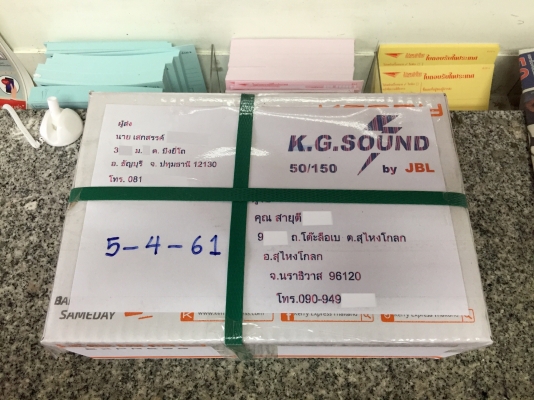 ผู้ส่ง
นาย เสกสรรค์
3 ม. ต. บึงยี่โถ
อ. ธัญบุรี จ. ปทุมธานี 12130
โทร. 081
K.G.SOUND
50/150 by JBL
5-4-61
คุณ สายุตี
9 ถ.โต๊ะลือเบ ต.สุไหงโกลก
อ.สุไหงโกลก
จ.นราธิวาส 96120
โทร.090-949
SAMEDAY
Kerry Express Thailand